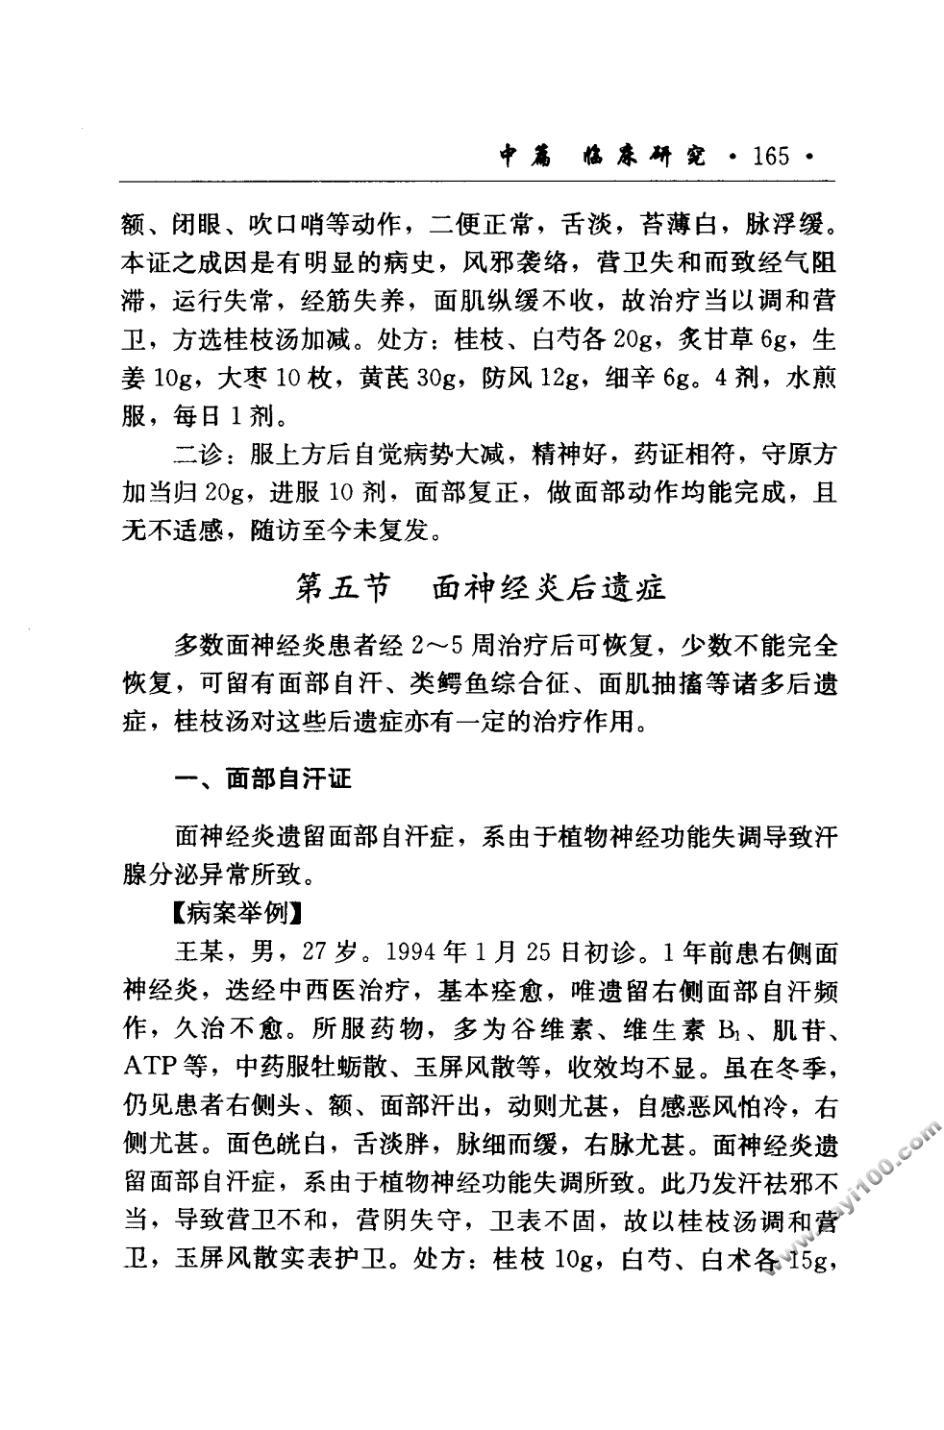 中篇 临床研究 · 165 ·
额、闭眼、吹口哨等动作，二便正常，舌淡，苔薄白，脉浮缓。
本证之成因是有明显的病史，风邪袭络，营卫失和而致经气阻
滞，运行失常，经筋失养，面肌纵缓不收，故治疗当以调和营
卫，方选桂枝汤加减。处方：桂枝、白芍各 20g，炙甘草 6g，生
姜 10g，大枣 10 枚，黄芪 30g，防风 12g，细辛 6g。4 剂，水煎
服，每日 1 剂。
二诊：服上方后自觉病势大减，精神好，药证相符，守原方
加当归 20g，进服 10 剂，面部复正，做面部动作均能完成，且
无不适感，随访至今未复发。
第五节 面神经炎后遗症
多数面神经炎患者经 2～5 周治疗后可恢复，少数不能完全
恢复，可留有面部自汗、类鳄鱼综合征、面肌抽搐等诸多后遗
症，桂枝汤对这些后遗症亦有一定的治疗作用。
一、面部自汗证
面神经炎遗留面部自汗症，系由于植物神经功能失调导致汗
腺分泌异常所致。
【病案举例】
王某，男，27 岁。1994 年 1 月 25 日初诊。1 年前患右侧面
神经炎，迭经中西医治疗，基本痊愈，唯遗留右侧面部自汗频
作，久治不愈。所服药物，多为谷维素、维生素 B₁、肌苷、
ATP 等，中药服牡蛎散、玉屏风散等，收效均不显。虽在冬季，
仍见患者右侧头、额、面部汗出，动则尤甚，自感恶风怕冷，右
侧尤甚。面色㿠白，舌淡胖，脉细而缓，右脉尤甚。面神经炎遗
留面部自汗症，系由于植物神经功能失调所致。此乃发汗祛邪不
当，导致营卫不和，营阴失守，卫表不固，故以桂枝汤调和营
卫，玉屏风散实表护卫。处方：桂枝 10g，白芍、白术各 15g，